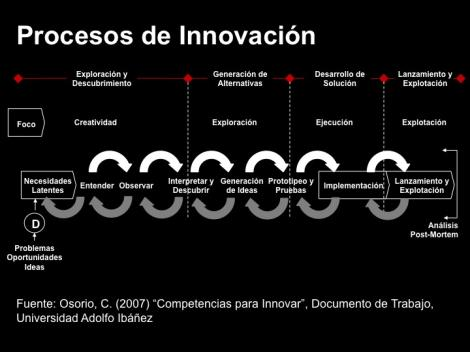 Procesos de Innovación
Exploración y
Descubrimiento
Generación de
Alternativas
Desarrollo de
Solución
Lanzamiento y
Explotación
Foco
Creatividad
Exploración
Ejecución
Explotación
Necesidades
Latentes
Entender
Observar
Interpretar y
Descubrir
Generación
de Ideas
Prototipeo y
Pruebas
Implementación
Lanzamiento y
Explotación
D
Problemas
Oportunidades
Ideas
Análisis
Post-Mortem
Fuente: Osorio, C. (2007) “Competencias para Innovar”, Documento de Trabajo,
Universidad Adolfo Ibáñez